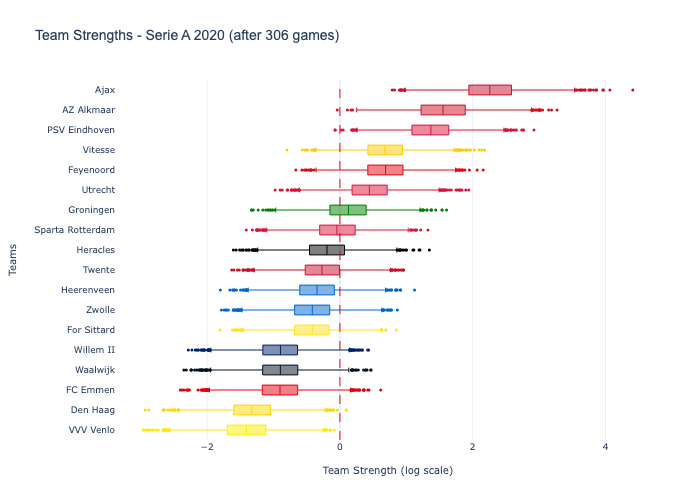 Team Strengths - Serie A 2020 (after 306 games)
Ajax
AZ Alkmaar
PSV Eindhoven
Vitesse
Feyenoord
Utrecht
Groningen
Sparta Rotterdam
Heracles
Twente
Heerenveen
Zwolle
For Sittard
Willem II
Waalwijk
FC Emmen
Den Haag
VVV Venlo
Teams
−2 0 2 4
Team Strength (log scale)